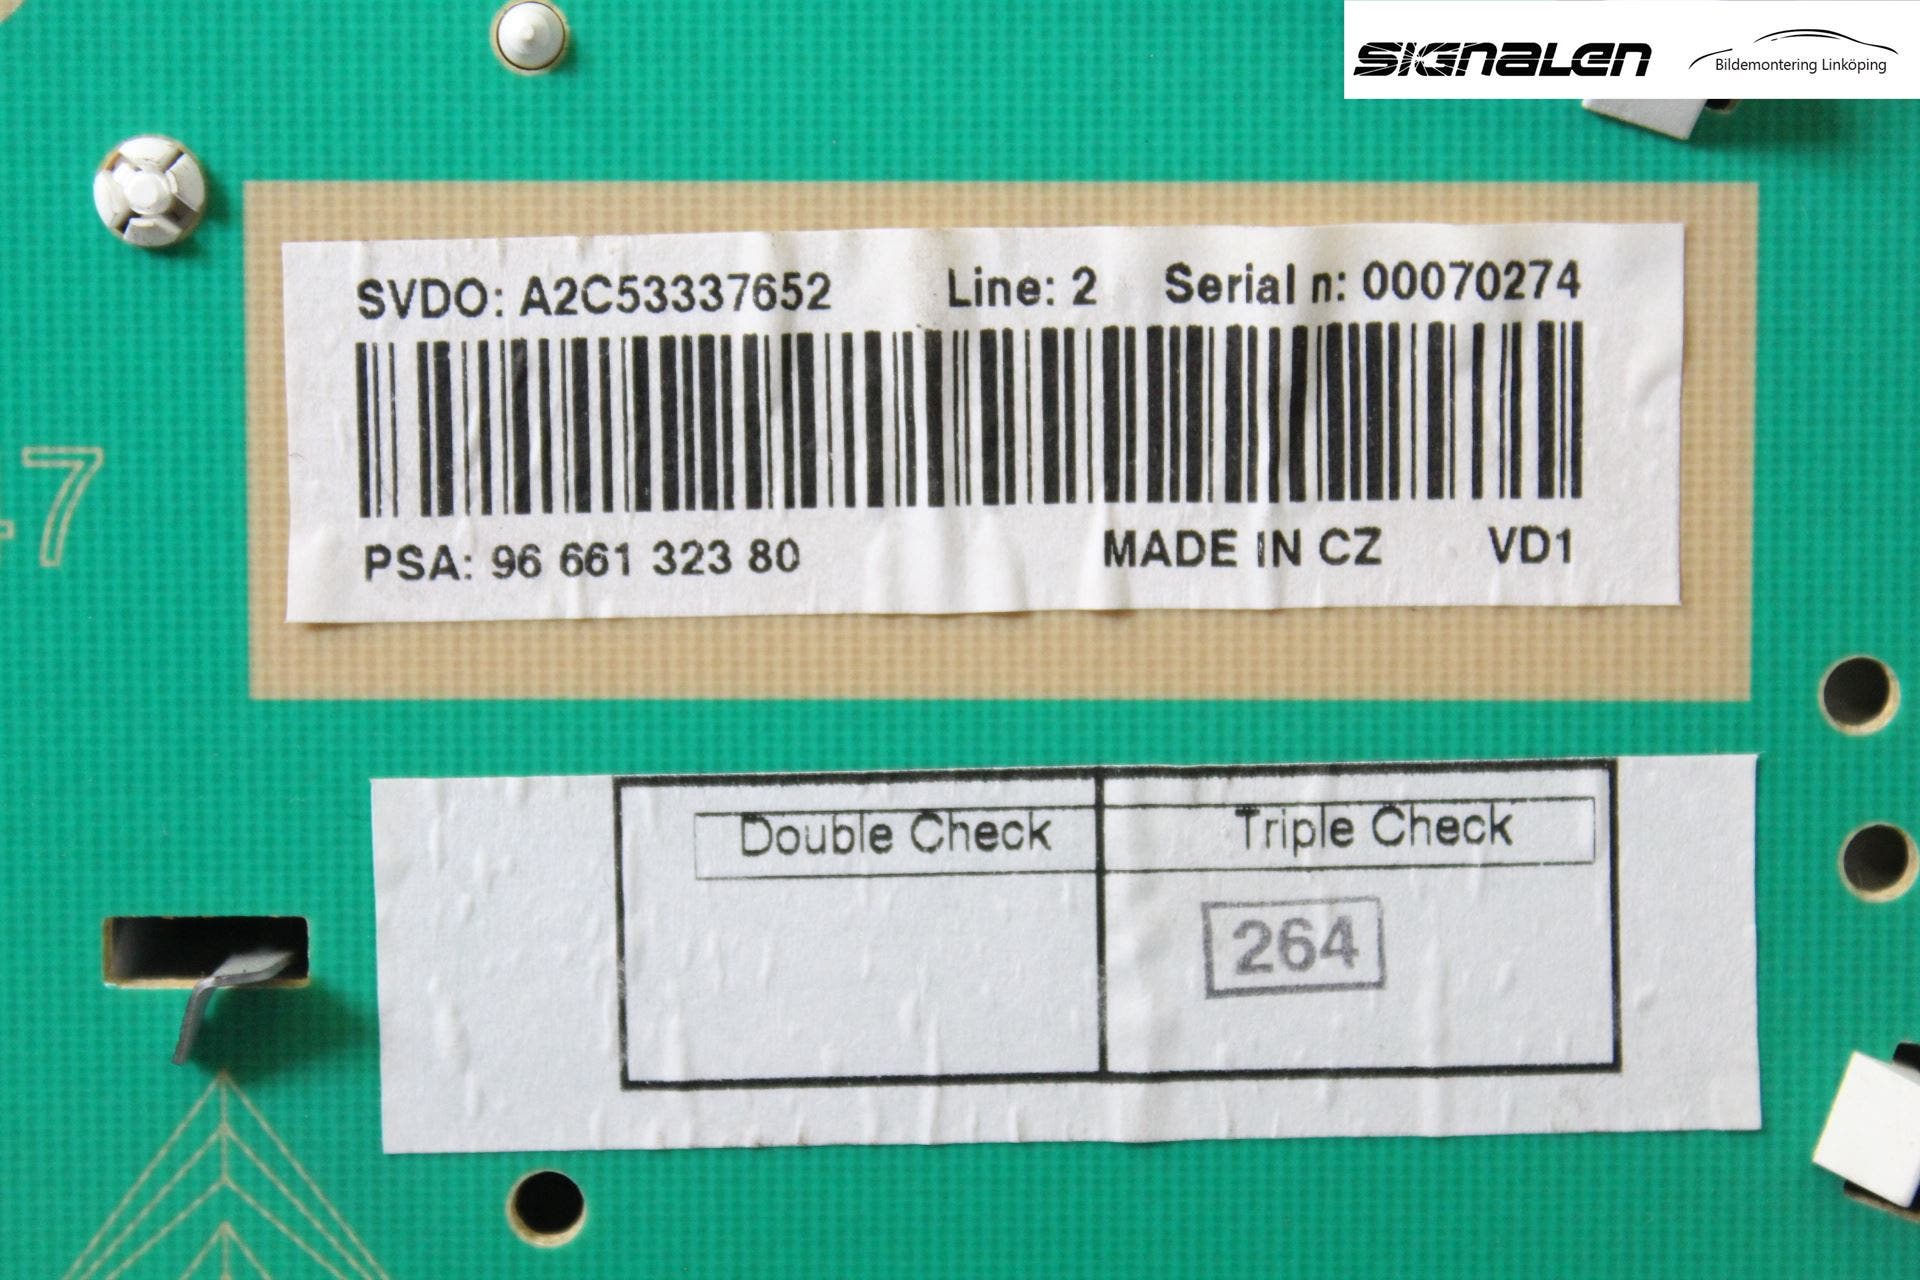 SIGNALEN
Bildemontering Linköping
SVDO: A2C53337652 Line: 2 Serial n: 00070274
PSA: 96 661 323 80 MADE IN CZ VD1
7
Double Check Triple Check
264